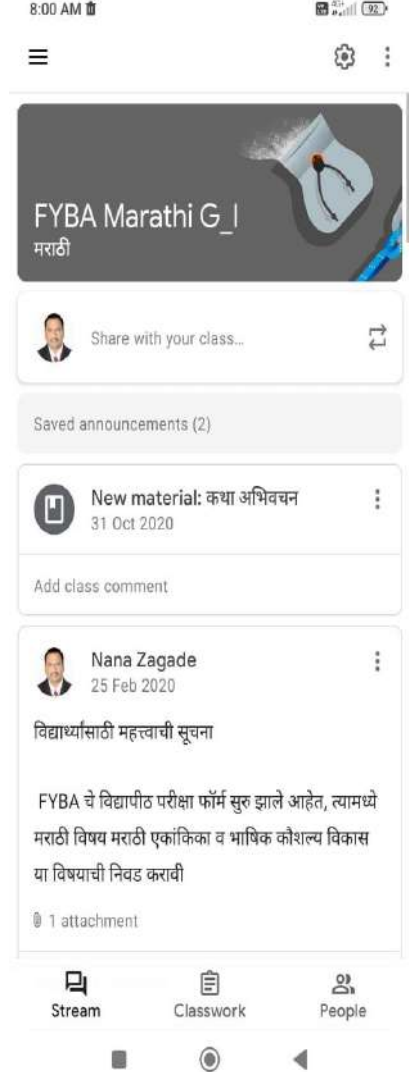 8:00 AM
4G+
92
FYBA Marathi G_I
मराठी
Share with your class...
Saved announcements (2)
New material: कथा अभिवचन
31 Oct 2020
Add class comment
Nana Zagade
25 Feb 2020
विद्यार्थ्यांसाठी महत्त्वाची सूचना
FYBA चे विद्यापीठ परीक्षा फॉर्म सुरु झाले आहेत, त्यामध्ये
मराठी विषय मराठी एकांकिका व भाषिक कौशल्य विकास
या विषयाची निवड करावी
1 attachment
Stream Classwork People